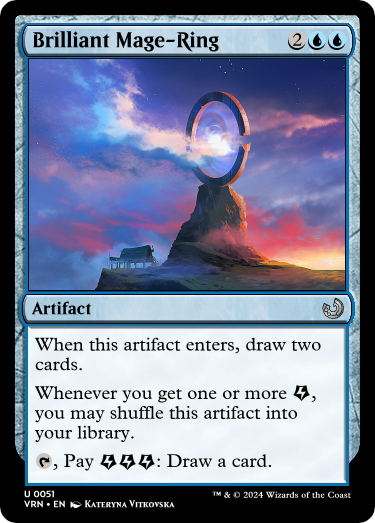 Brilliant Mage-Ring 2
Artifact
When this artifact enters, draw two
cards.
Whenever you get one or more ,
you may shuffle this artifact into
your library.
, Pay : Draw a card.
U 0051
VRN • EN Kateryna Vitkovska
™ & © 2024 Wizards of the Coast